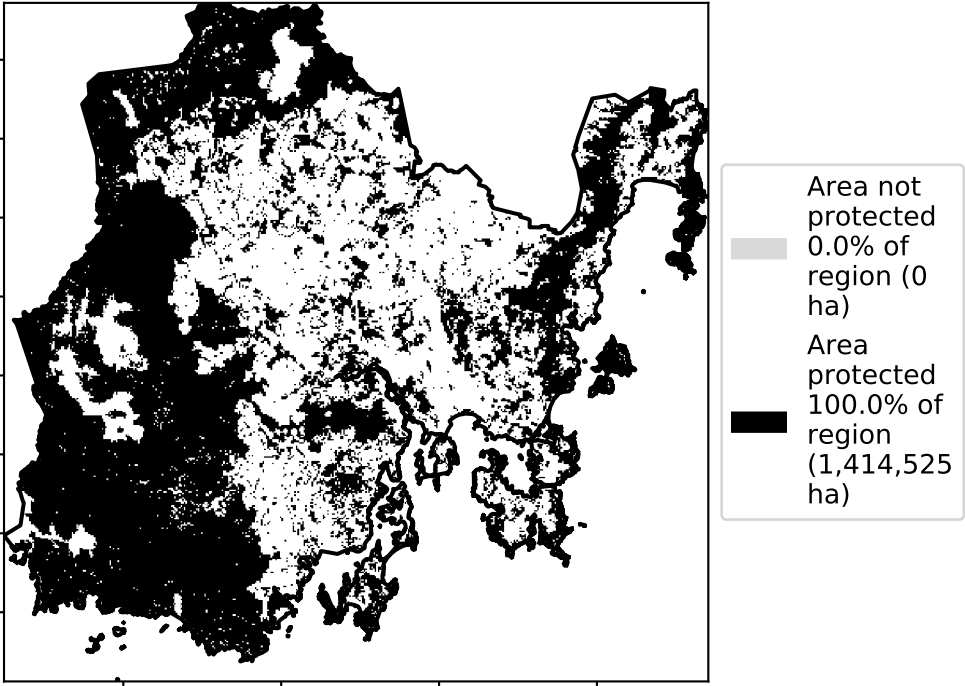 Area not
protected
0.0% of
region (0
ha)
Area
protected
100.0% of
region
(1,414,525
ha)